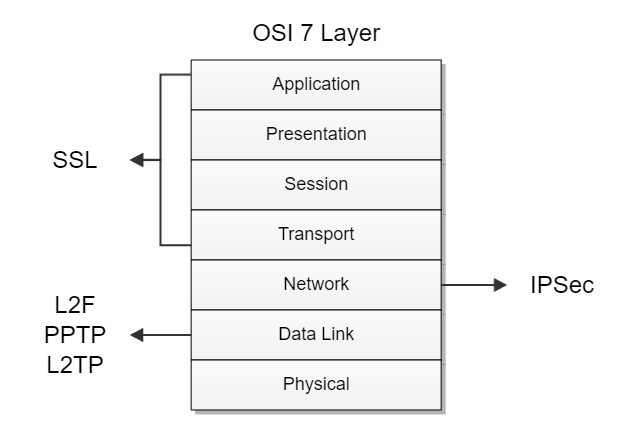 OSI 7 Layer
Application
Presentation
SSL
Session
Transport
Network
IPSec
L2F
PPTP
L2TP
Data Link
Physical